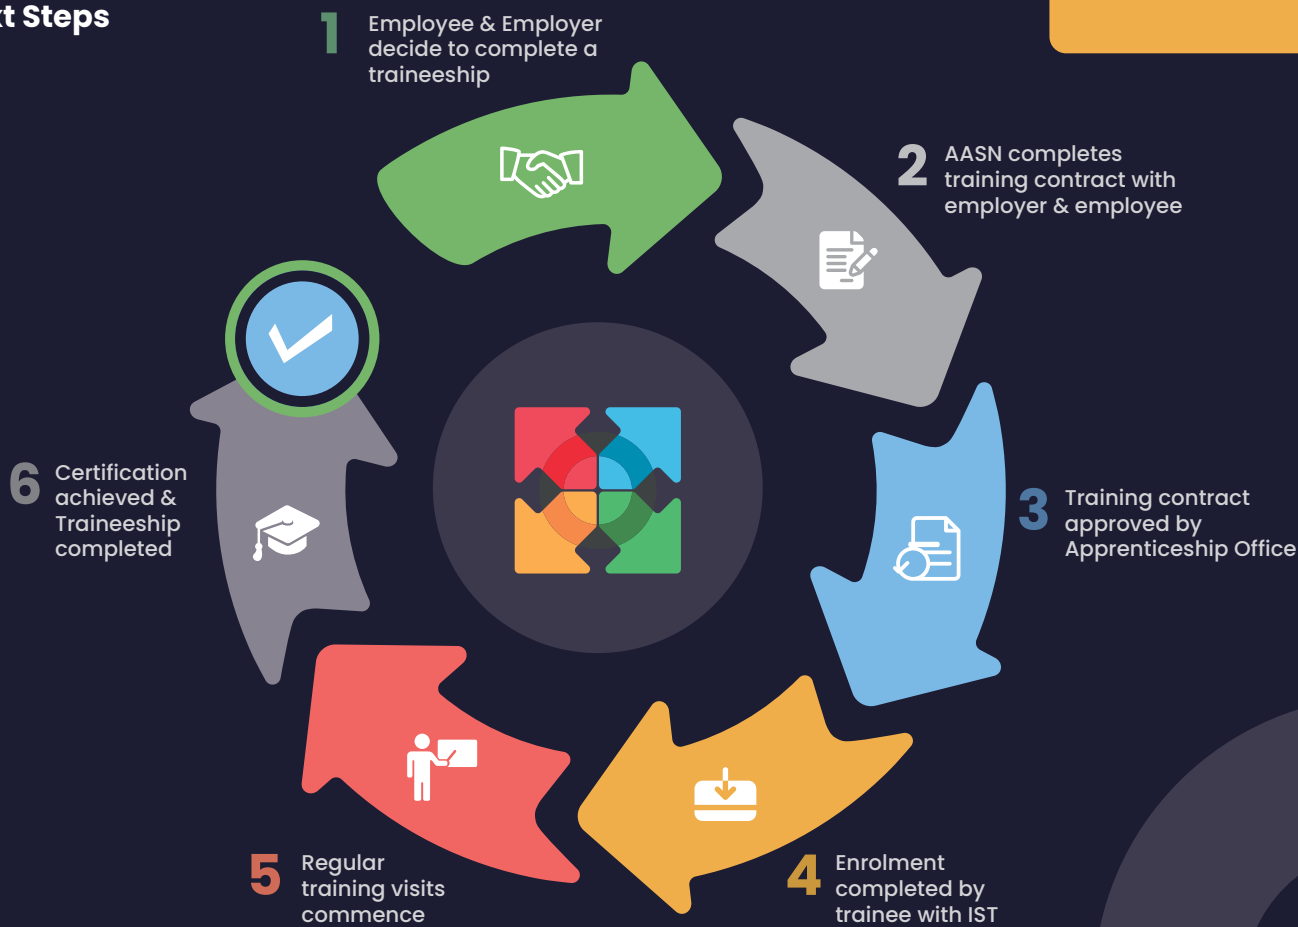 t Steps
1
Employee & Employer
decide to complete a
traineeship
2
AASN completes
training contract with
employer & employee
3
Training contract
approved by
Apprenticeship Office
4
Enrolment
completed by
trainee with IST
5
Regular
training visits
commence
6
Certification
achieved &
Traineeship
completed